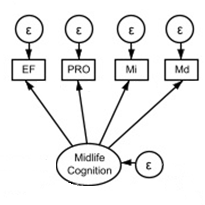 ε ε ε ε
EF PRO Mi Md
Midlife
Cognition
ε